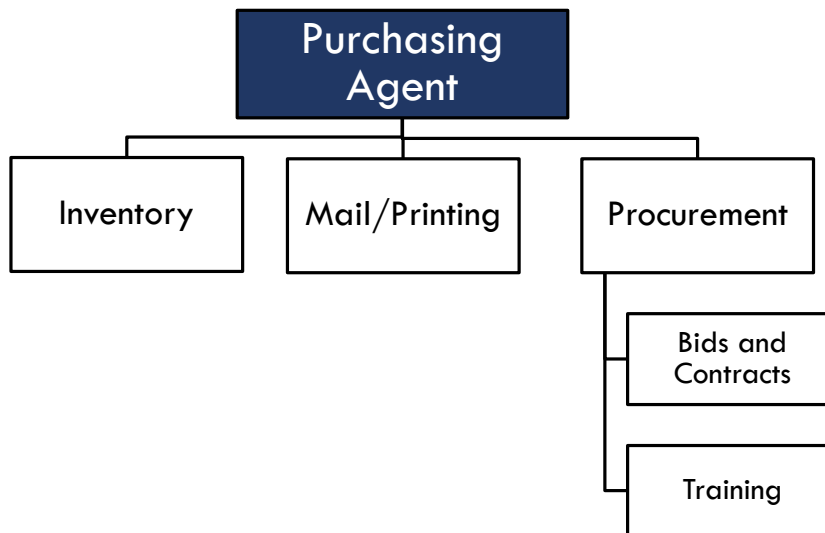 Purchasing
Agent
Inventory
Mail/Printing
Procurement
Bids and
Contracts
Training